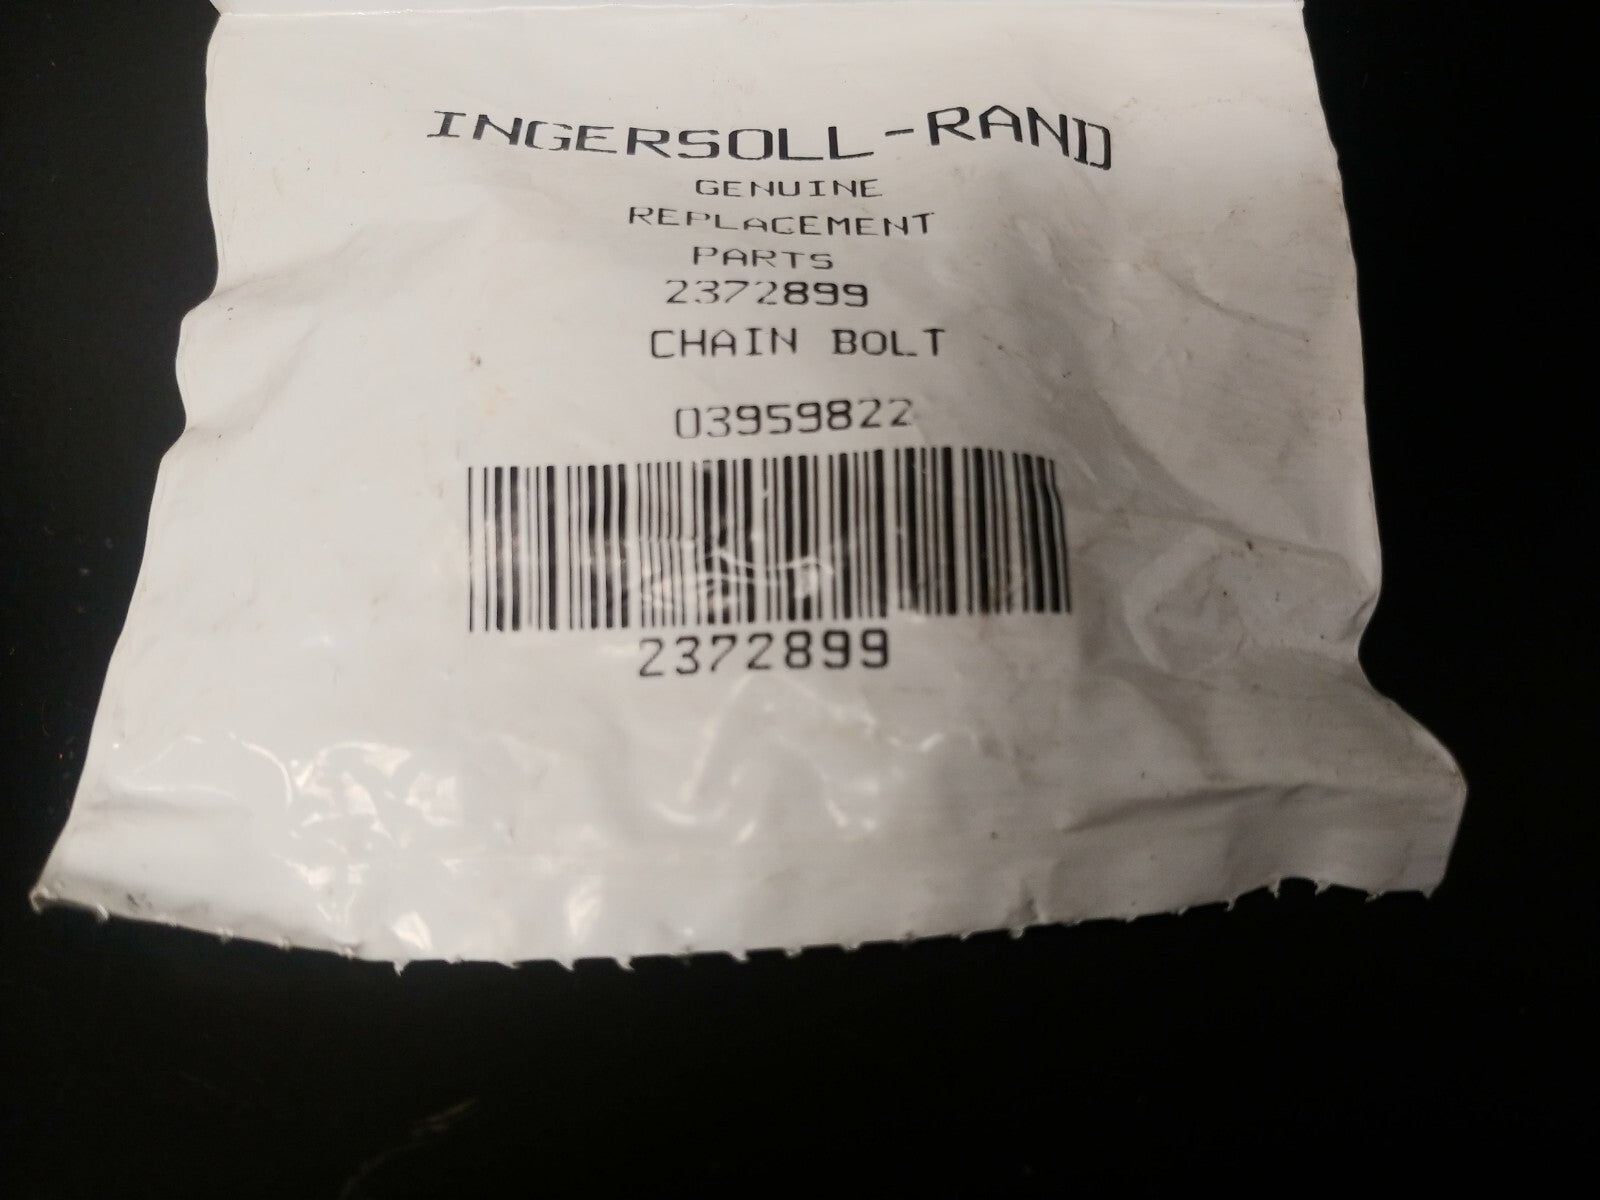 INGERSOLL-RAND
GENUINE
REPLACEMENT
PARTS
2372899
CHAIN BOLT
03959822
2372899